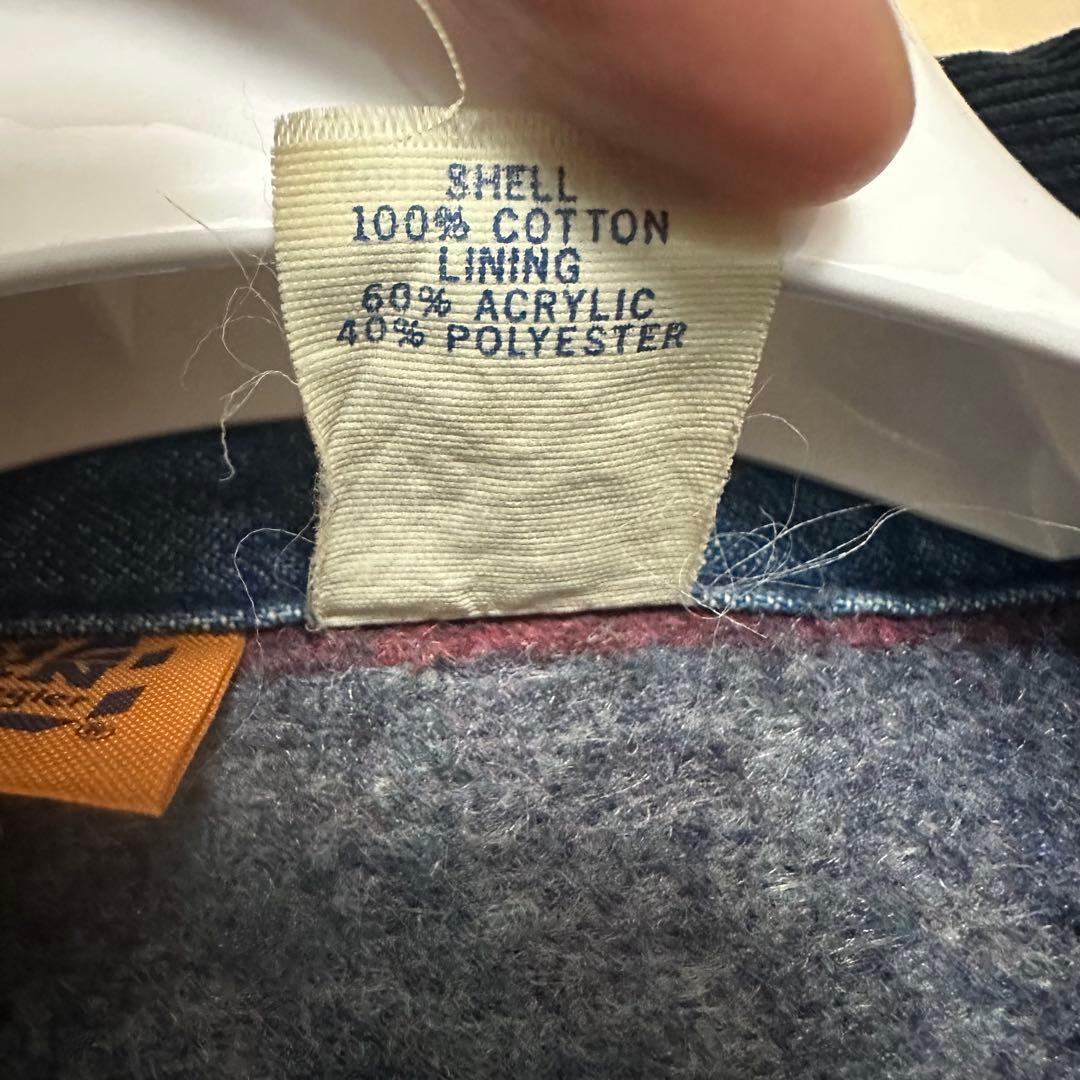 SHELL
100% COTTON
LINING
60% ACRYLIC
40% POLYESTER
®